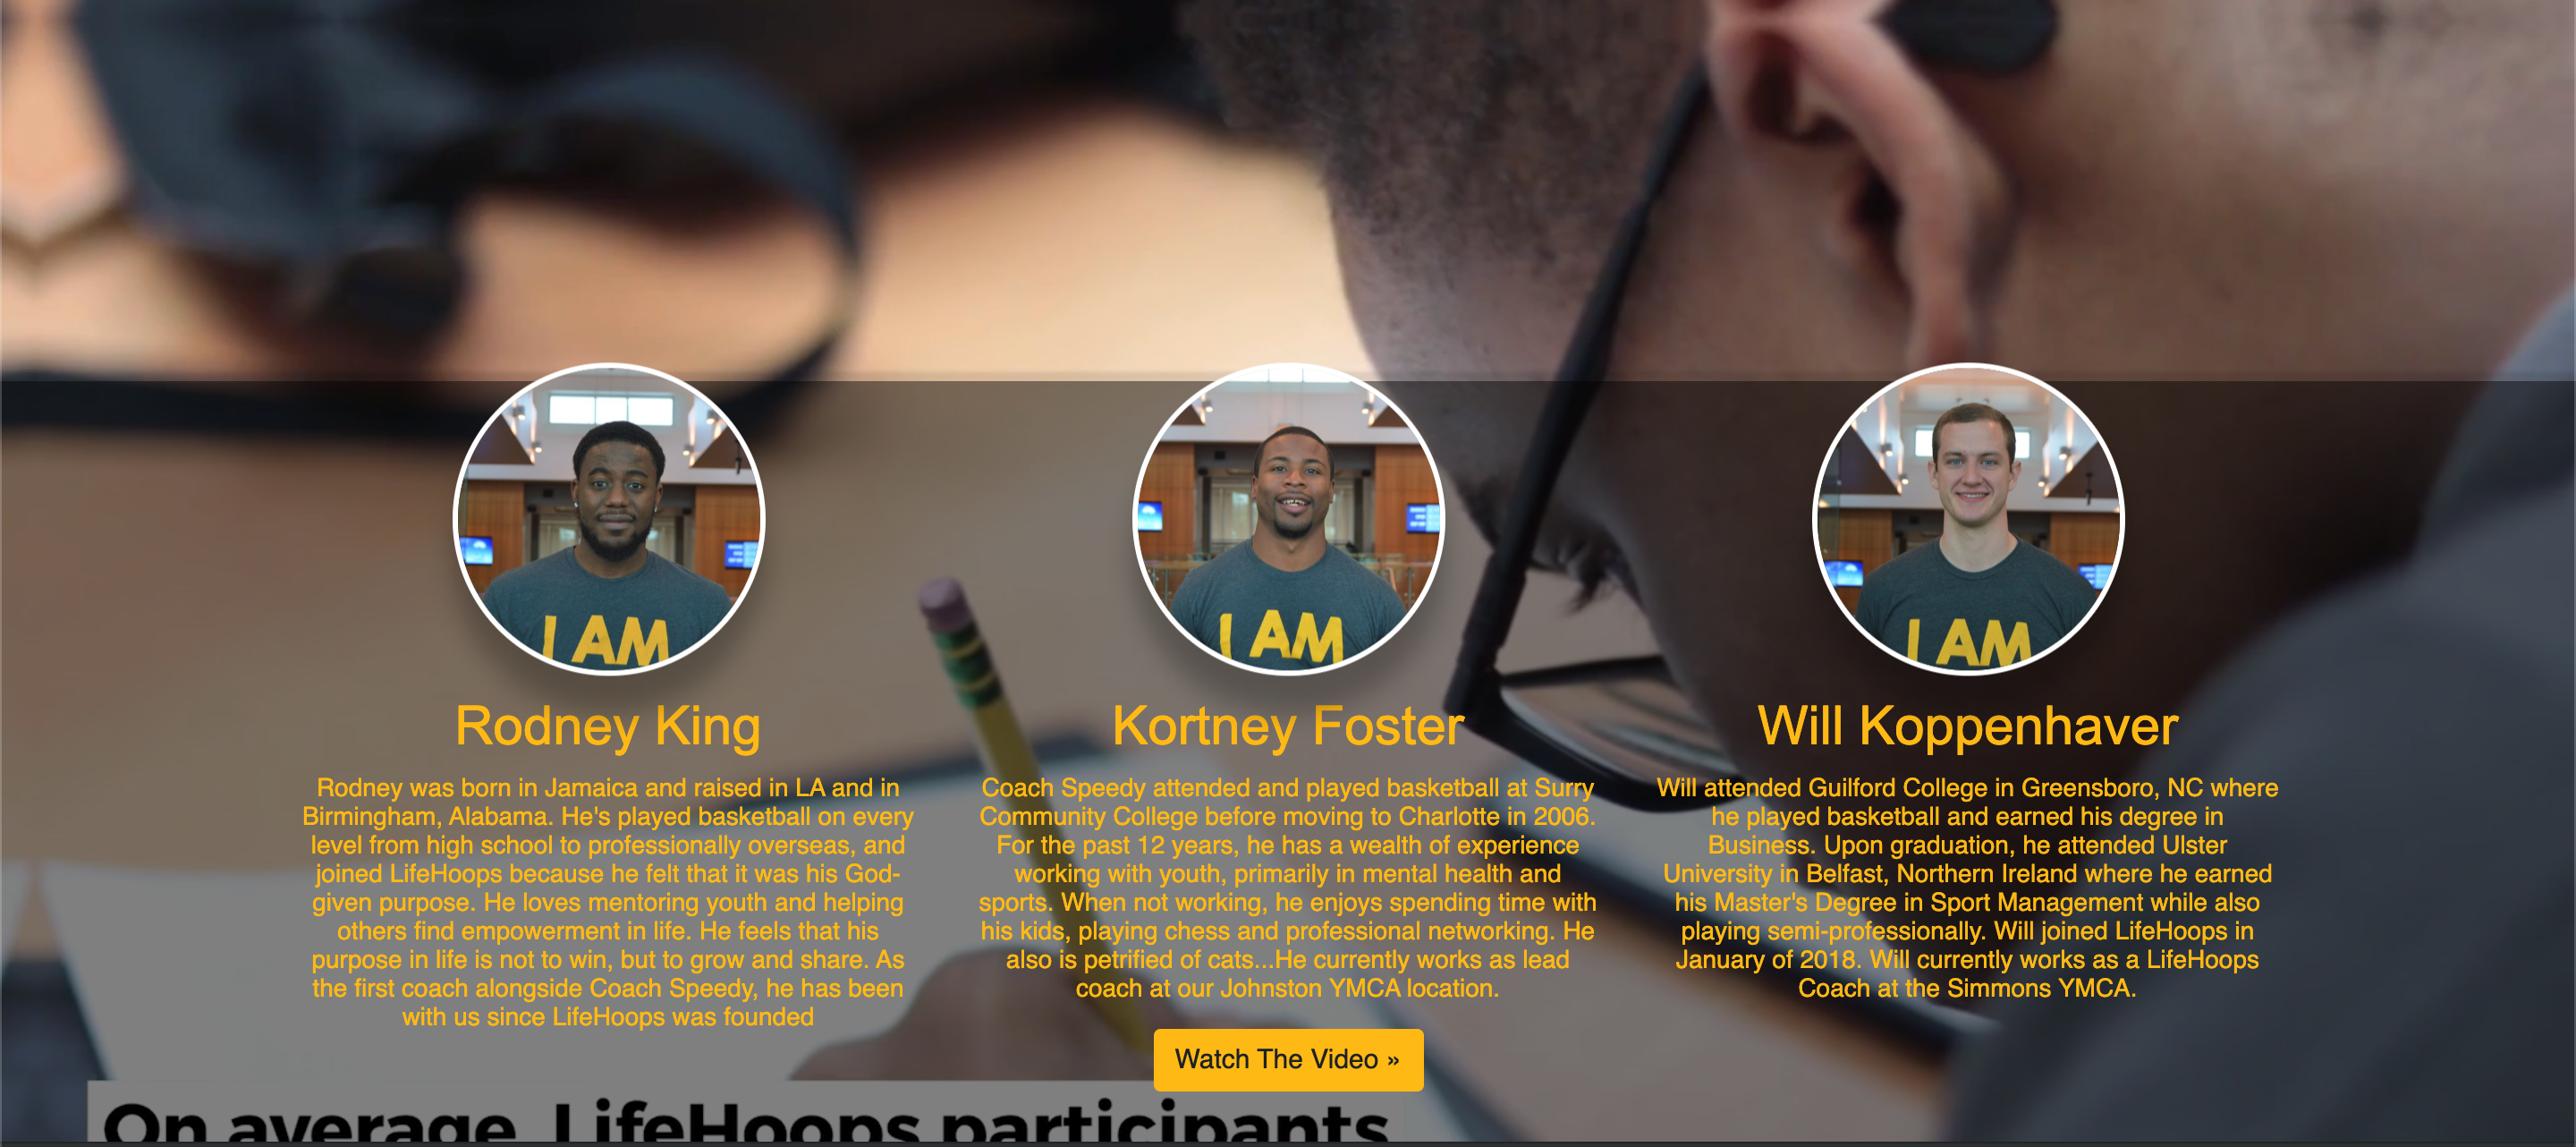 I AM
I AM
I AM
Rodney King
Rodney was born in Jamaica and raised in LA and in
Birmingham, Alabama. He's played basketball on every
level from high school to professionally overseas, and
joined LifeHoops because he felt that it was his God-
given purpose. He loves mentoring youth and helping
others find empowerment in life. He feels that his
purpose in life is not to win, but to grow and share. As
the first coach alongside Coach Speedy, he has been
with us since LifeHoops was founded
Kortney Foster
Coach Speedy attended and played basketball at Surry
Community College before moving to Charlotte in 2006.
For the past 12 years, he has a wealth of experience
working with youth, primarily in mental health and
sports. When not working, he enjoys spending time with
his kids, playing chess and professional networking. He
also is petrified of cats...He currently works as lead
coach at our Johnston YMCA location.
Watch The Video »
Will Koppenhaver
Will attended Guilford College in Greensboro, NC where
he played basketball and earned his degree in
Business. Upon graduation, he attended Ulster
University in Belfast, Northern Ireland where he earned
his Master's Degree in Sport Management while also
playing semi-professionally. Will joined LifeHoops in
January of 2018. Will currently works as a LifeHoops
Coach at the Simmons YMCA.
On average, LifeHoops participants